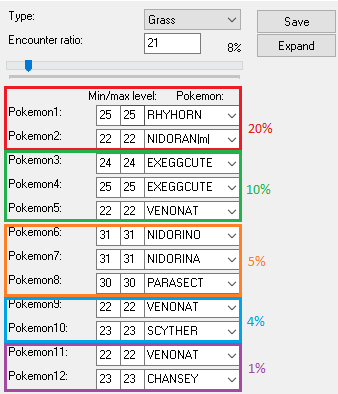 Type: Grass Save
Encounter ratio: 21 8% Expand
Min/max level: Pokemon:
Pokemon1: 25 25 RHYHORN
20%
Pokemon2: 22 22 NIDORAN|m|
Pokemon3: 24 24 EXEGGCUTE
Pokemon4: 25 25 EXEGGCUTE
10%
Pokemon5: 22 22 VENONAT
Pokemon6: 31 31 NIDORINO
Pokemon7: 31 31 NIDORINA
5%
Pokemon8: 30 30 PARASECT
Pokemon9: 22 22 VENONAT
4%
Pokemon10: 23 23 SCYTHER
Pokemon11: 22 22 VENONAT
1%
Pokemon12: 23 23 CHANSEY